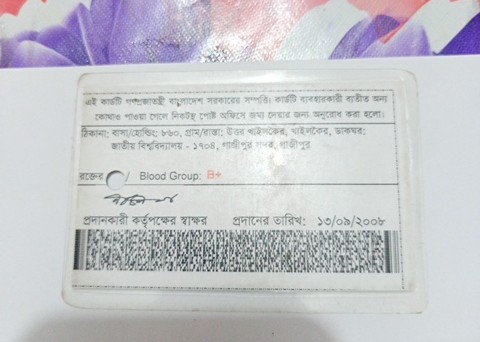 এই কার্ডটি গণপ্রজাতন্ত্রী বাংলাদেশ সরকারের সম্পত্তি। কার্ডটি ব্যবহারকারী ব্যতীত অন্য
কোথাও পাওয়া গেলে নিকটস্থ পোষ্ট অফিসে জমা দেয়ার জন্য অনুরোধ করা হলো।
ঠিকানা: বাসা/হোল্ডিং: ৮৬০, গ্রাম/রাস্তা: উত্তর খাইলকৈর, খাইলকৈর, ডাকঘর:
জাতীয় বিশ্ববিদ্যালয় - ১৭০৪, গাজীপুর সদর, গাজীপুর
রক্তের / Blood Group: B+
প্রদানকারী কর্তৃপক্ষের স্বাক্ষর প্রদানের তারিখ: ১৩/০৯/২০০৮